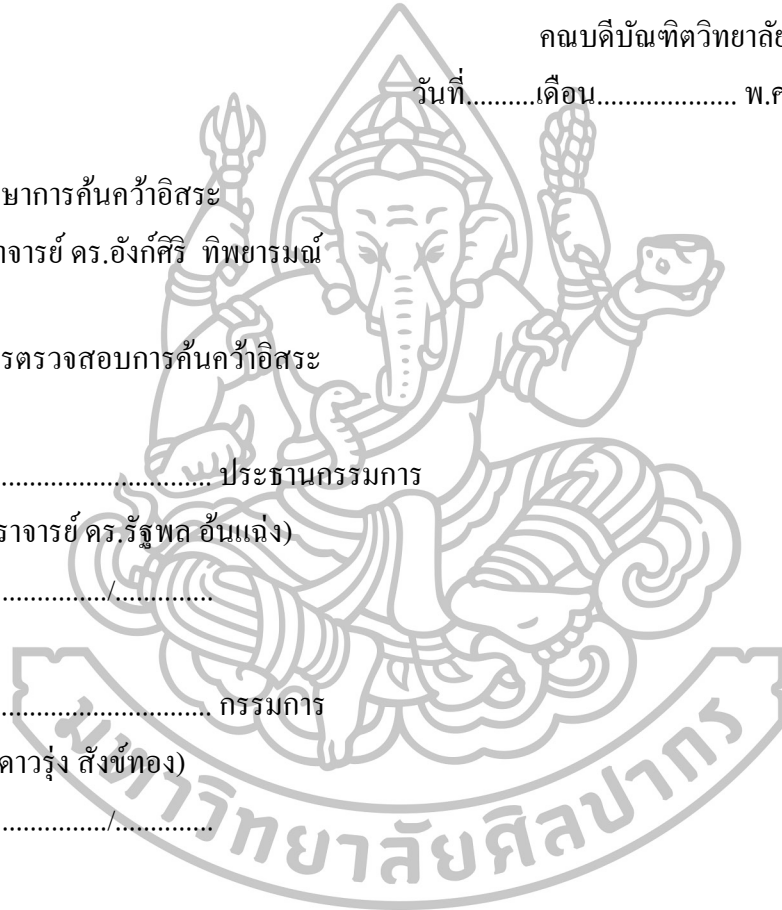 คณบดีบัณฑิตวิทยาลัย
วันที่..........เดือน.................... พ.ศ
ษาการค้นคว้าอิสระ
าจารย์ ดร.อังก์ศิริ ทิพยารมณ์
รตรวจสอบการค้นคว้าอิสระ
.............................. ประธานกรรมการ
ราจารย์ ดร.รัฐพล อ้นแฉ่ง)
.............../..............
.............................. กรรมการ
ดาวรุ่ง สังข์ทอง)
.............../..............
มหาวิทยาลัยศิลปากร